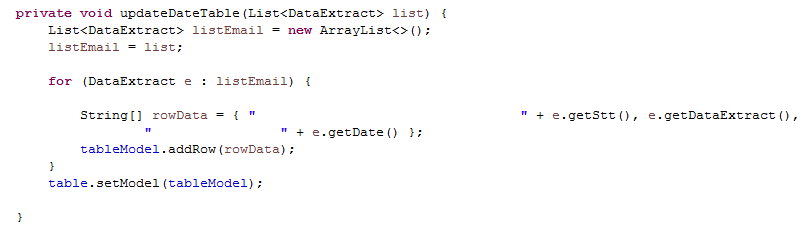 private void updateDateTable(List<DataExtract> list) {
    List<DataExtract> listEmail = new ArrayList<>();
    listEmail = list;

    for (DataExtract e : listEmail) {

        String[] rowData = { "                                 " + e.getStt(), e.getDataExtract(),
                "                " + e.getDate() };
        tableModel.addRow(rowData);
    }
    table.setModel(tableModel);

}